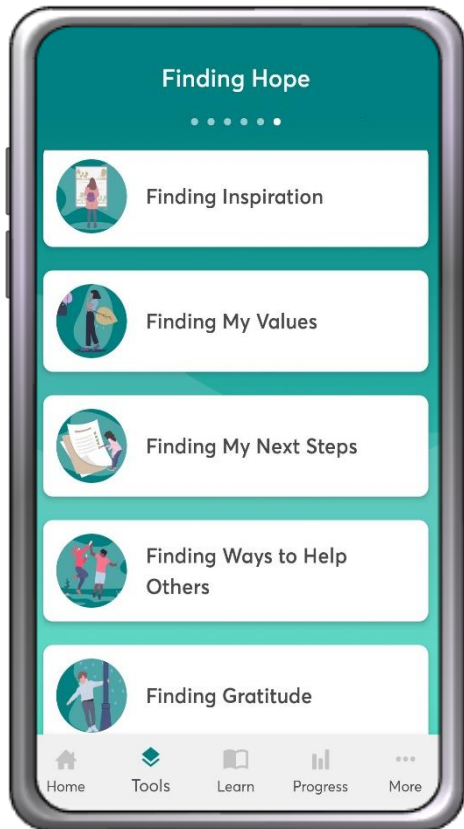 Finding Hope
Finding Inspiration
Finding My Values
Finding My Next Steps
Finding Ways to Help
Others
Finding Gratitude
Home Tools Learn Progress More